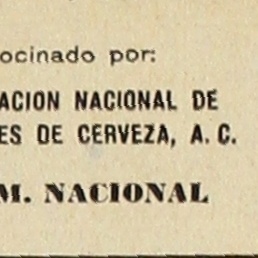 ocinado por:
ACION NACIONAL DE
ES DE CERVEZA, A. C.
M. NACIONAL